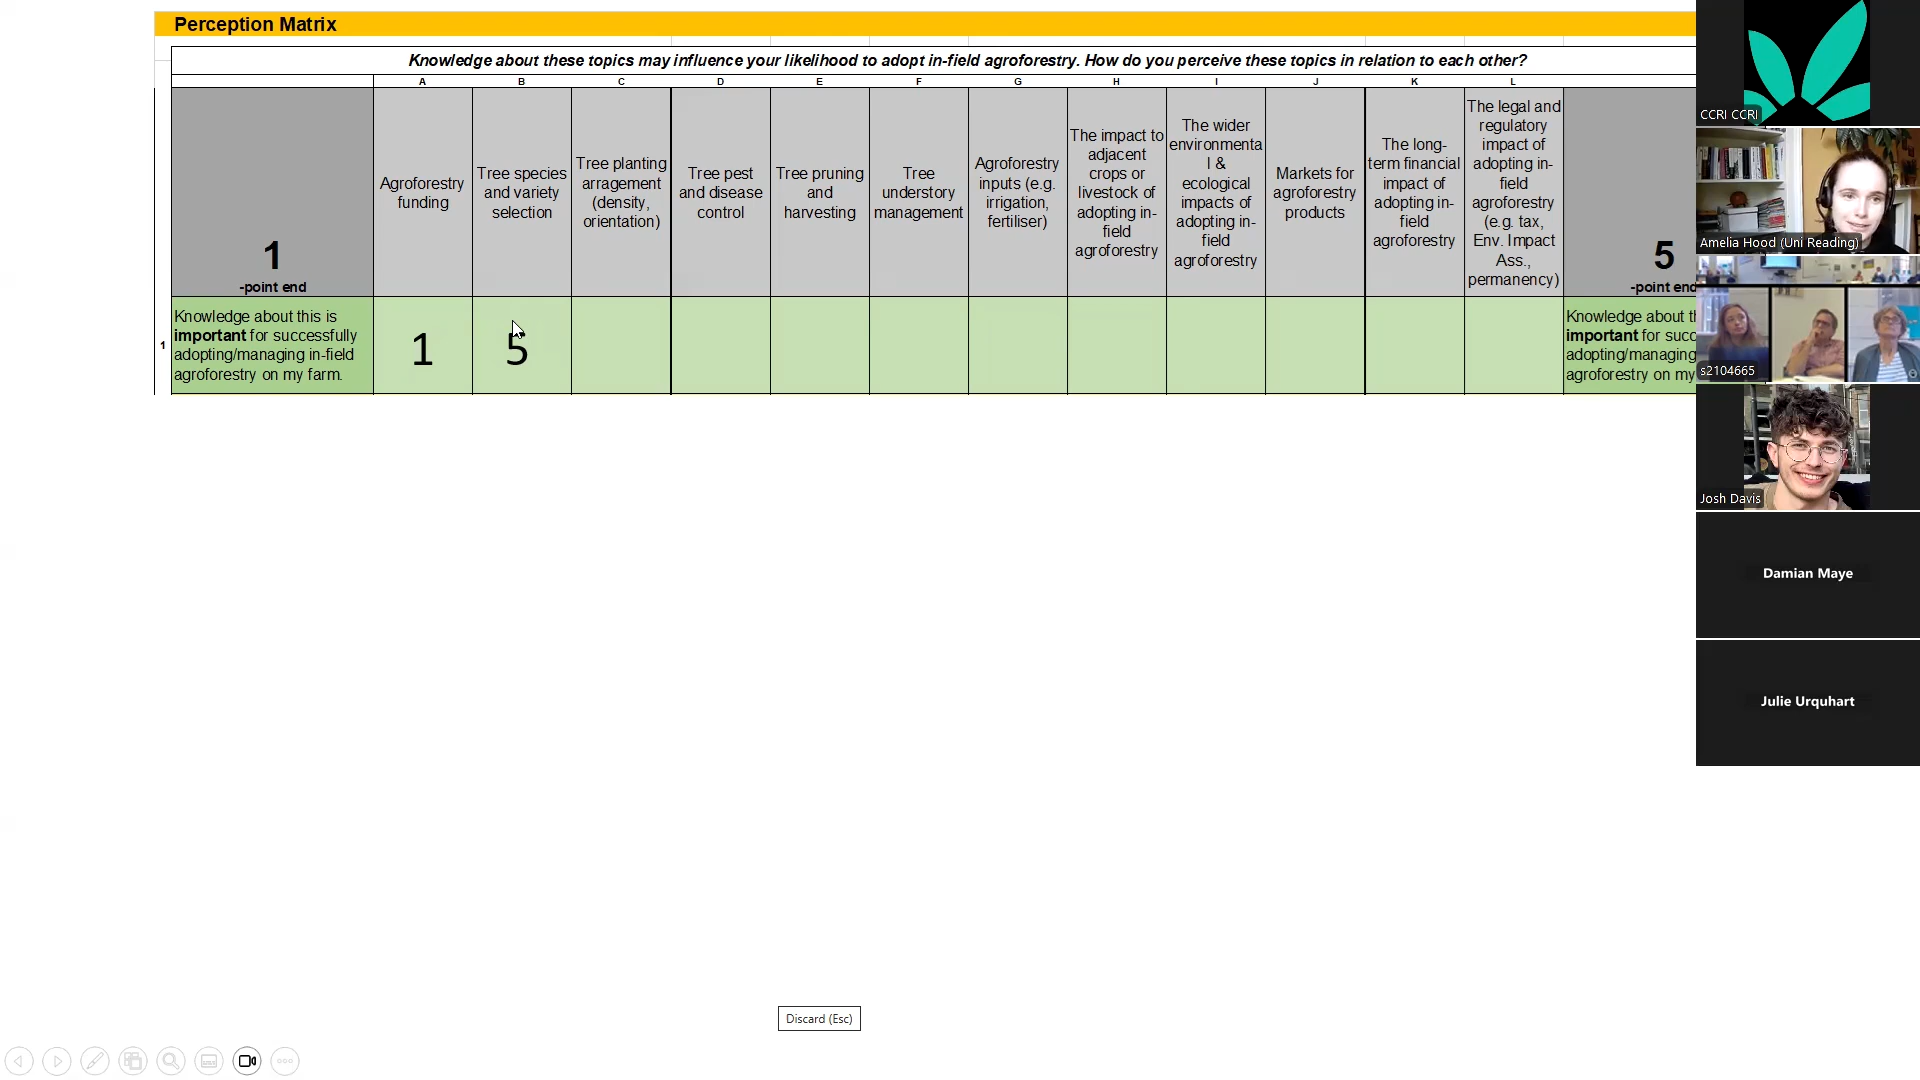 Perception Matrix
Knowledge about these topics may influence your likelihood to adopt in-field agroforestry. How do you perceive these topics in relation to each other?
A B C D E F G H I J K L
1
-point end
Agroforestry
funding
Tree species
and variety
selection
Tree planting
arragement
(density,
orientation)
Tree pest
and disease
control
Tree pruning
and
harvesting
Tree
understory
management
Agroforestry
inputs (e.g.
irrigation,
fertiliser)
The impact to
adjacent
crops or
livestock of
adopting in-
field
agroforestry
The wider
environmenta
l &
ecological
impacts of
adopting in-
field
agroforestry
Markets for
agroforestry
products
The long-
term financial
impact of
adopting in-
field
agroforestry
The legal and
regulatory
impact of
adopting in-
field
agroforestry
(e.g. tax,
Env. Impact
Ass.,
permanency)
5
-point end
1
Knowledge about this is
important for successfully
adopting/managing in-field
agroforestry on my farm.
1
5
Knowledge about th
important for succ
adopting/managing
agroforestry on my
CCRI CCRI
Amelia Hood (Uni Reading)
s2104665
Josh Davis
Damian Maye
Julie Urquhart
Discard (Esc)